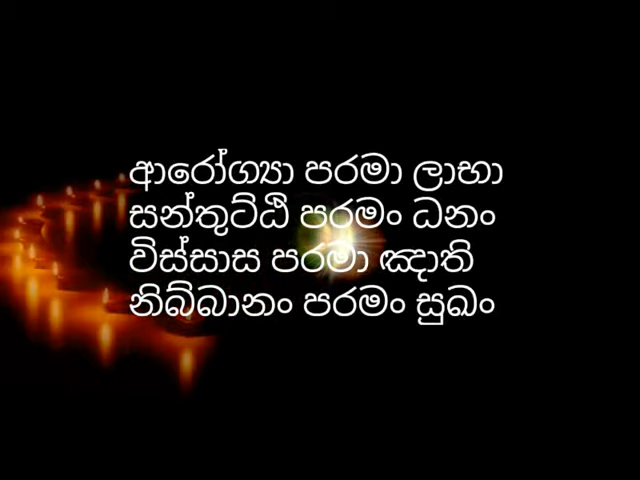 ආරෝග්‍යා පරමා ලාභා
සන්තුට්ඨි පරමං ධනං
විස්සාස පරමා ඤාති
නිබ්බානං පරමං සුඛං